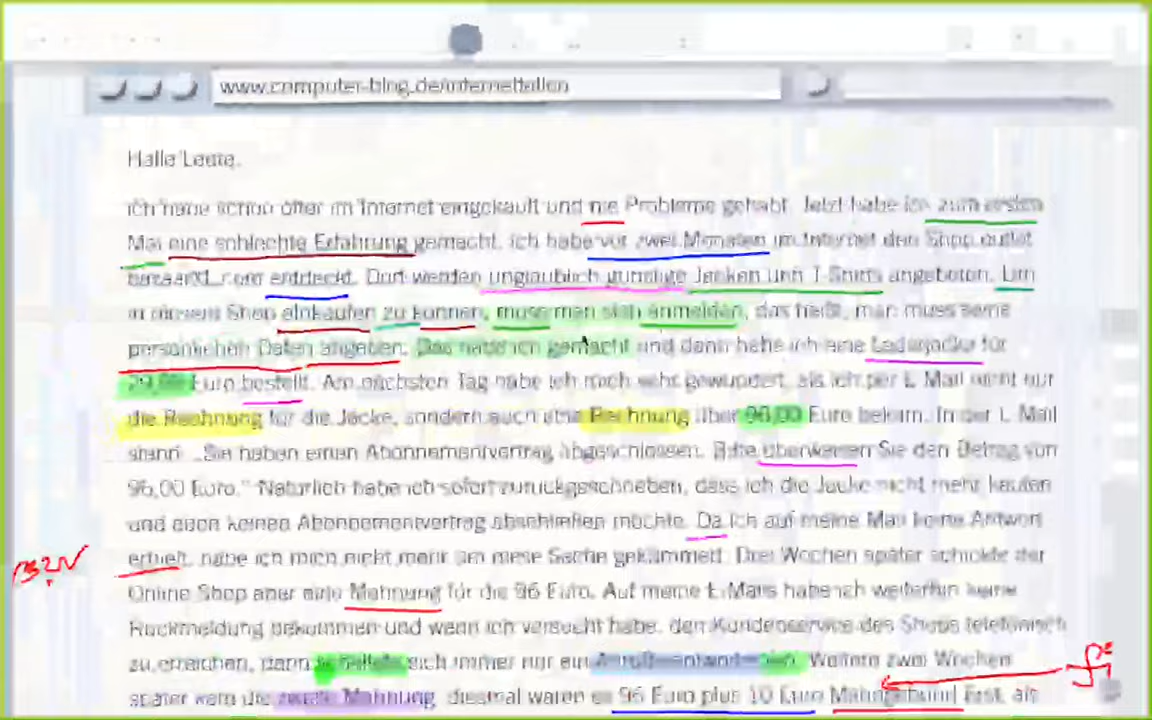 www.computer-blog.de/internetfallen
Hallo Leute,
ich habe schon öfter im Internet eingekauft und nie Probleme gehabt. Jetzt habe ich zum ersten
Mal eine schlechte Erfahrung gemacht. Ich habe vor zwei Monaten im Internet den Shop outlet
entdeckt. Dort werden unglaublich günstige Jacken und T-Shirts angeboten. Um
in diesem Shop einkaufen zu können, muss man sich anmelden, das heißt, man muss seine
persönlichen Daten angeben. Das habe ich gemacht und dann habe ich eine Lederjacke für
Euro bestellt. Am nächsten Tag habe ich mich sehr gewundert, als ich per E-Mail nicht nur
die Rechnung für die Jacke, sondern auch eine Rechnung über 96,00 Euro bekam. In der E-Mail
stand: „Sie haben einen Abonnementvertrag abgeschlossen. Bitte überweisen Sie den Betrag von
96,00 Euro.“ Natürlich habe ich sofort zurückgeschrieben, dass ich die Jacke nicht mehr kaufen
und auch keinen Abonnementvertrag abschließen möchte. Da ich auf meine Mail keine Antwort
erhielt, habe ich mich nicht mehr um diese Sache gekümmert. Drei Wochen später schickte der
Online Shop aber eine Mahnung für die 96 Euro. Auf meine E-Mails habe ich weiterhin keine
Rückmeldung bekommen und wenn ich versucht habe, den Kundenservice des Shops telefonisch
zu erreichen, dann meldete sich immer nur ein Anrufbeantworter. Weitere zwei Wochen
später kam die zweite Mahnung, diesmal waren es 96 Euro plus 10 Euro Mahngebühr! Erst als